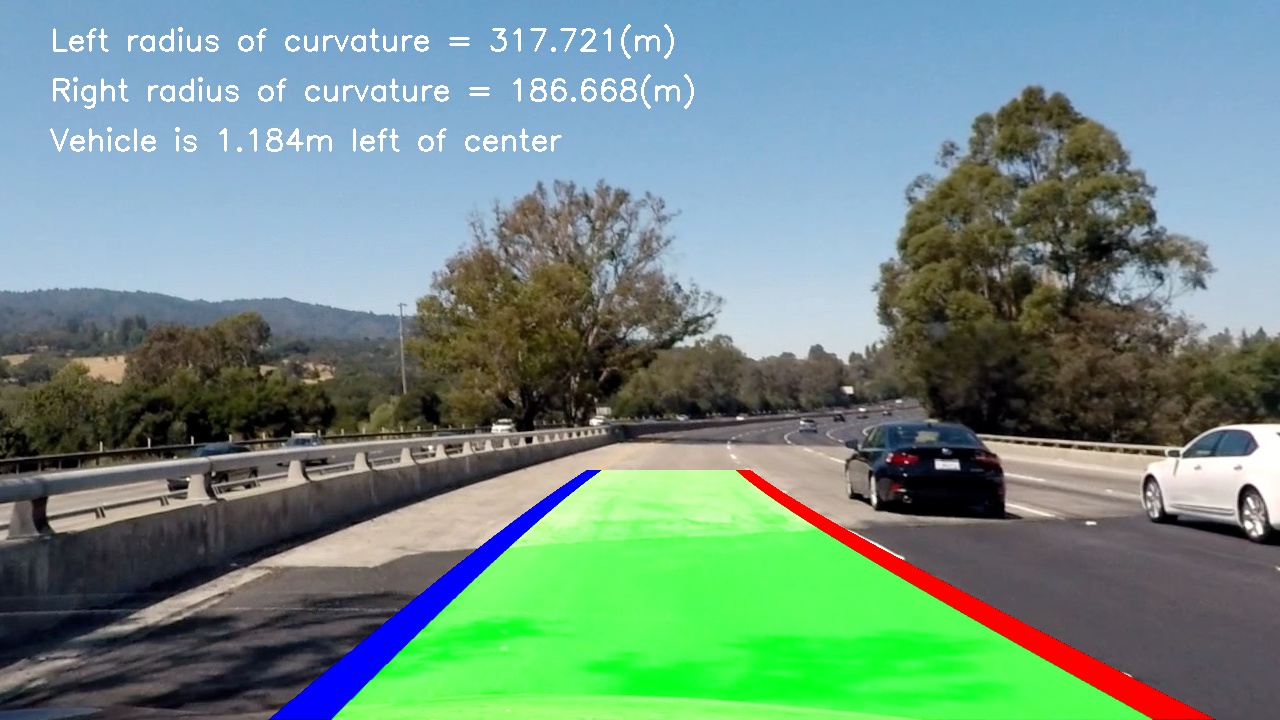 Left radius of curvature = 317.721(m)
Right radius of curvature = 186.668(m)
Vehicle is 1.184m left of center